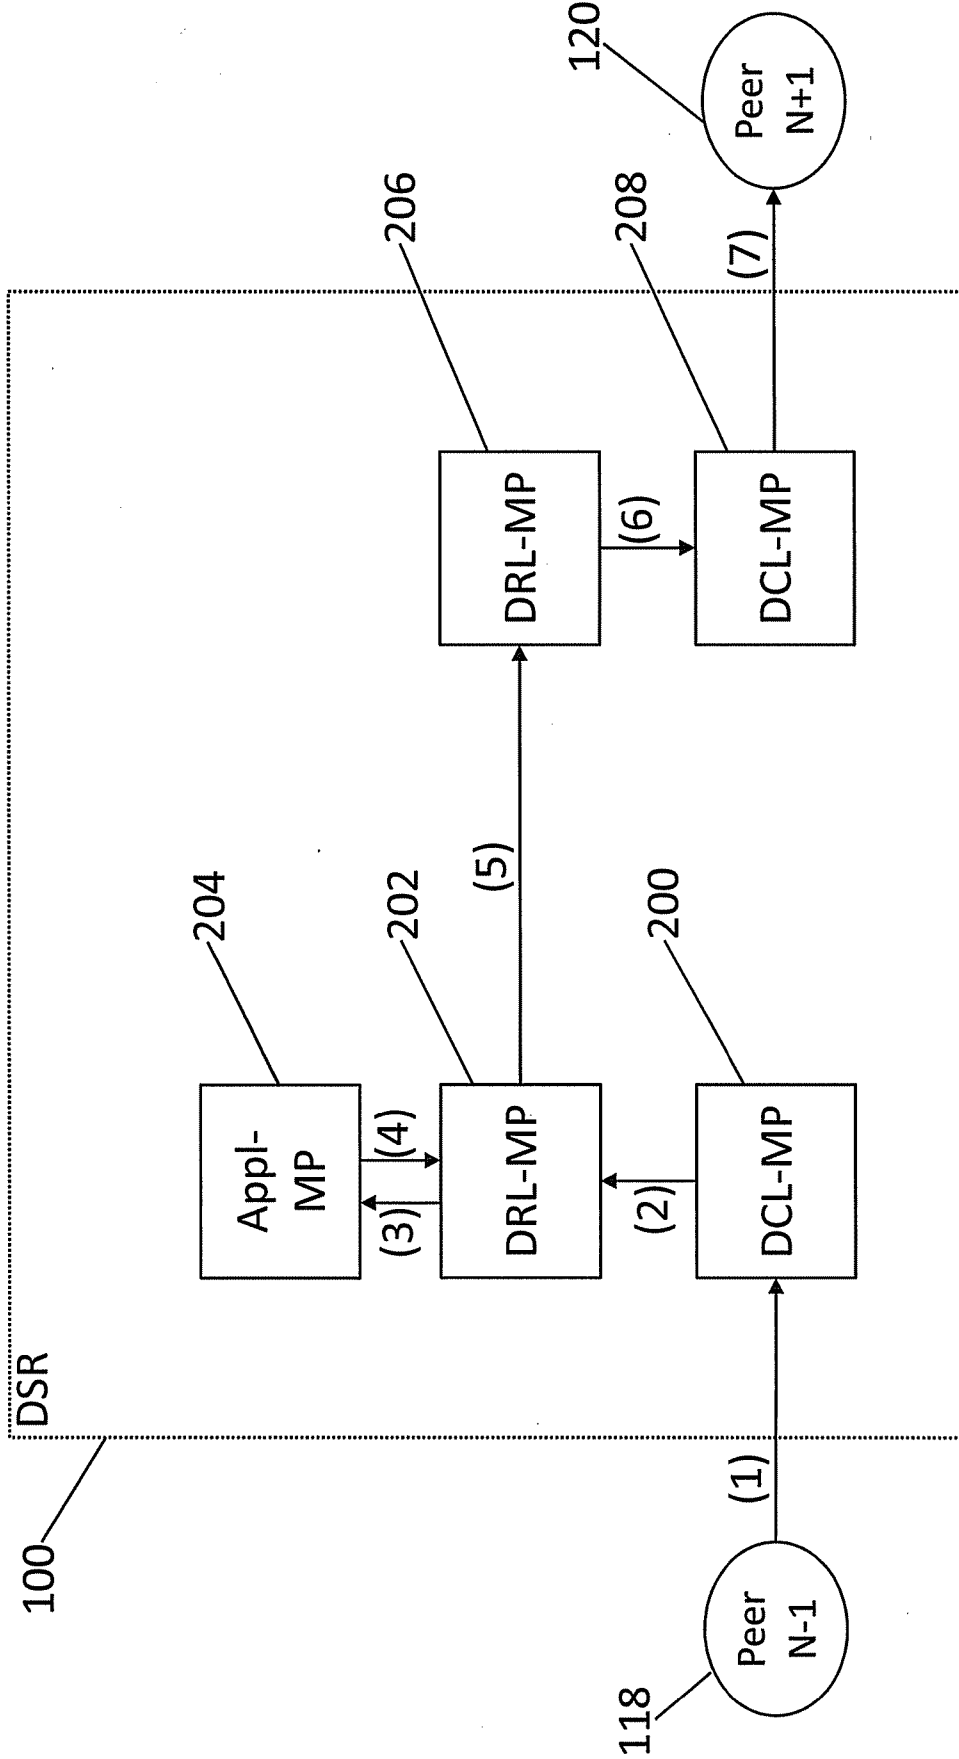 100
DSR
204
Appl-
MP
(3)
(4)
202
DRL-MP
(5)
206
DRL-MP
(2)
(6)
200
DCL-MP
208
DCL-MP
118
Peer
N-1
(1)
(7)
120
Peer
N+1